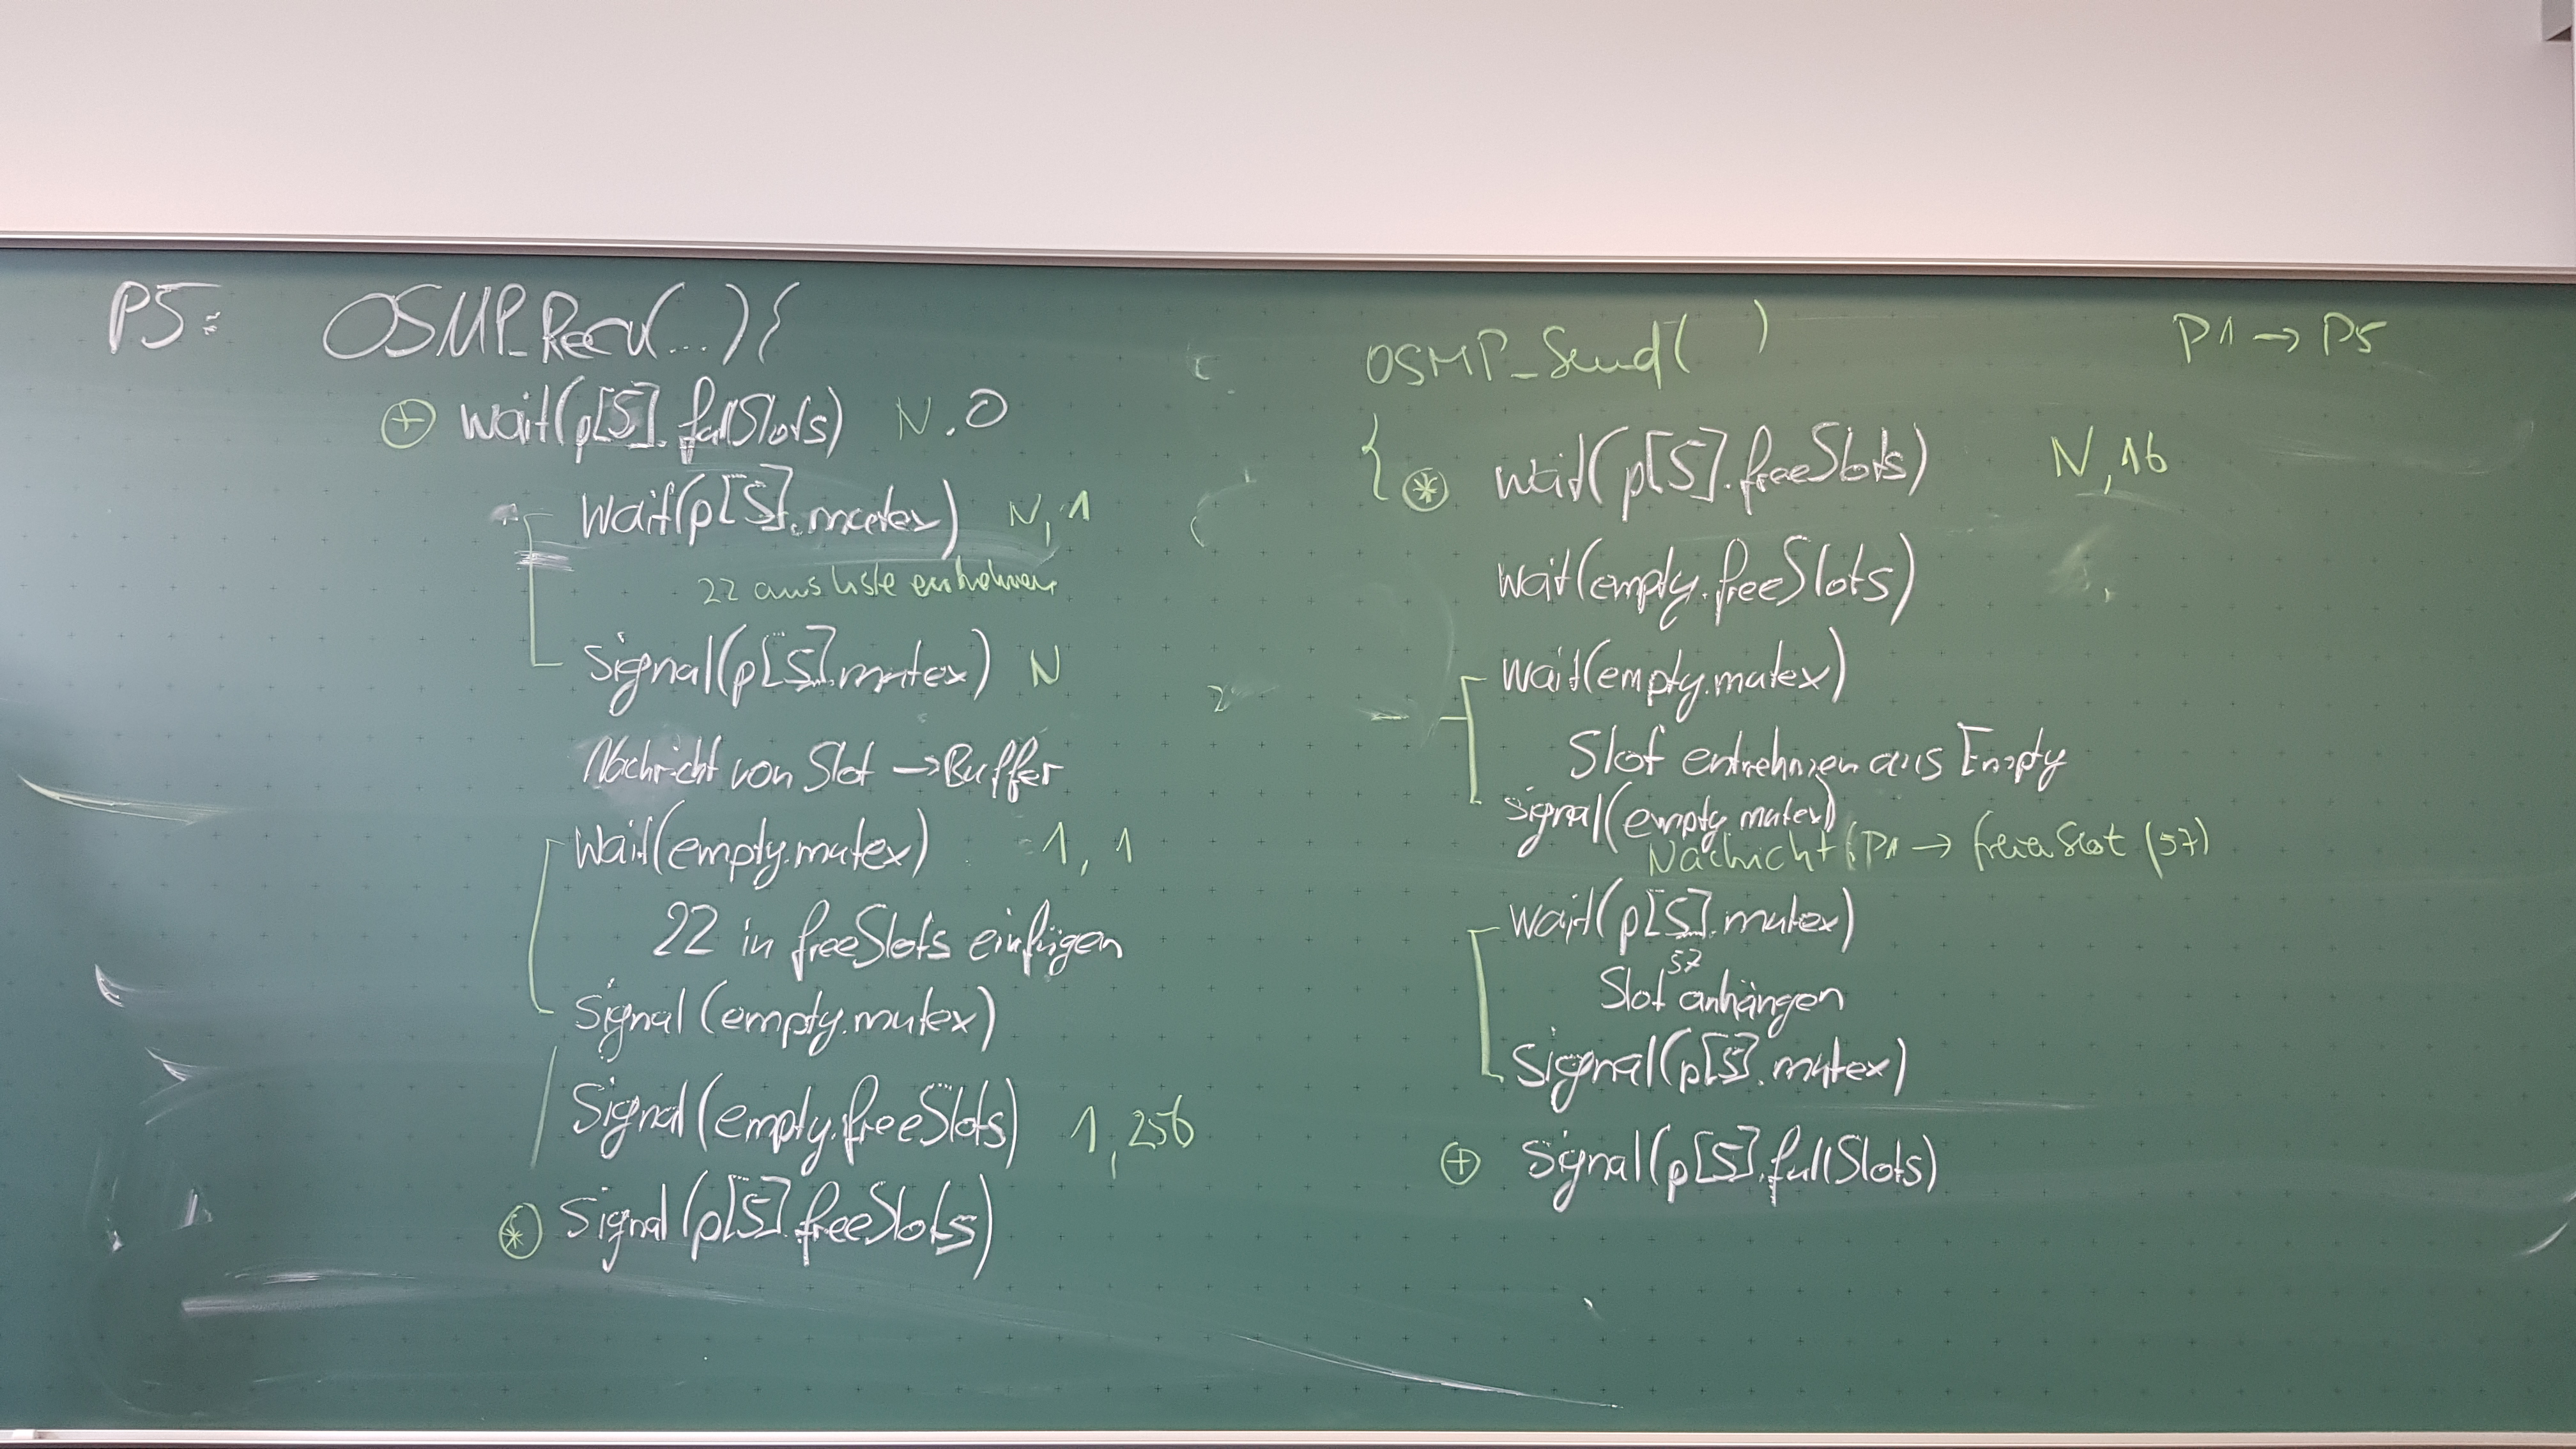 P5: OSMP_Recv(...){
⊕ wait(p[5].fullSlots) N,0
wait(p[5].mutex) N,1
22 aus Liste entnehmen
signal(p[5].mutex) N
Nachricht von Slot → Buffer
wait(empty.mutex) 1, 1
22 in freeSlots einfügen
signal(empty.mutex)
signal(empty.freeSlots) 1,256
⊛ signal(p[5].freeSlots)
OSMP_Send( ) P1 → P5
{ ⊛ wait(p[5].freeSlots) N,16
wait(empty.freeSlots)
wait(empty.mutex)
Slot entnehmen aus Empty
signal(empty.mutex)
Nachricht P1 → freier Slot (57)
wait(p[5].mutex)
57
Slot anhängen
signal(p[5].mutex)
⊕ signal(p[5].fullSlots)